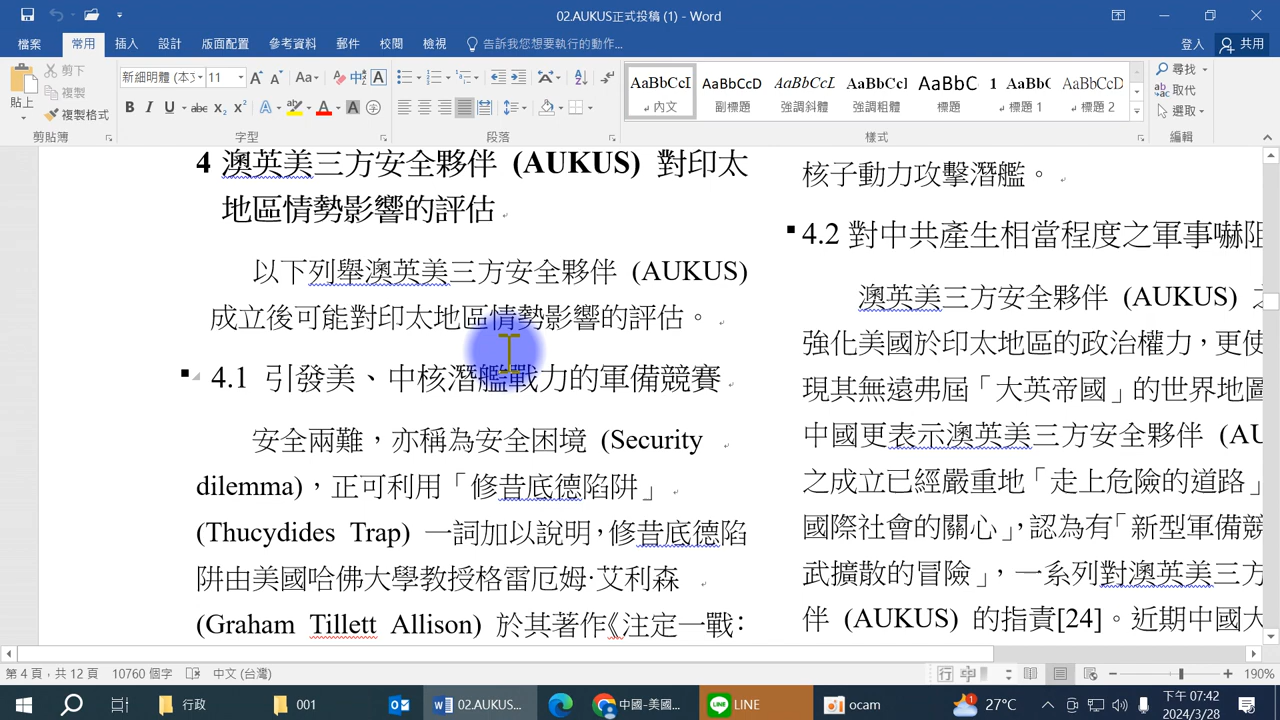 02.AUKUS正式投稿 (1) - Word
檔案 常用 插入 設計 版面配置 參考資料 郵件 校閱 檢視 告訴我您想要執行的動作... 登入 共用
貼上 剪下 複製 複製格式
新細明體 (本文 11
AaBbCcI AaBbCcD AaBbCcL AaBbCcI AaBbC 1 AaBb( AaBbCcD
內文 副標題 強調斜體 強調粗體 標題 標題 1 標題 2
尋找 取代 選取
剪貼簿 字型 段落 樣式 編輯
4 澳英美三方安全夥伴 (AUKUS) 對印太
地區情勢影響的評估
以下列舉澳英美三方安全夥伴 (AUKUS)
成立後可能對印太地區情勢影響的評估。
4.1 引發美、中核潛艦戰力的軍備競賽
安全兩難，亦稱為安全困境 (Security
dilemma)，正可利用「修昔底德陷阱」
(Thucydides Trap) 一詞加以說明，修昔底德陷
阱由美國哈佛大學教授格雷厄姆·艾利森
(Graham Tillett Allison) 於其著作《注定一戰：
核子動力攻擊潛艦。
4.2 對中共產生相當程度之軍事嚇阻
澳英美三方安全夥伴 (AUKUS) 之
強化美國於印太地區的政治權力，更使
現其無遠弗屆「大英帝國」的世界地區
中國更表示澳英美三方安全夥伴 (AU
之成立已經嚴重地「走上危險的道路」
國際社會的關心」，認為有「新型軍備競
武擴散的冒險」，一系列對澳英美三方
伴 (AUKUS) 的指責[24]。近期中國大
第 4 頁，共 12 頁 10760 個字 中文 (台灣) 190%
行政 001 AUKUS... 中國-美國... LINE ocam 27°C 下午 07:42
2024/3/28